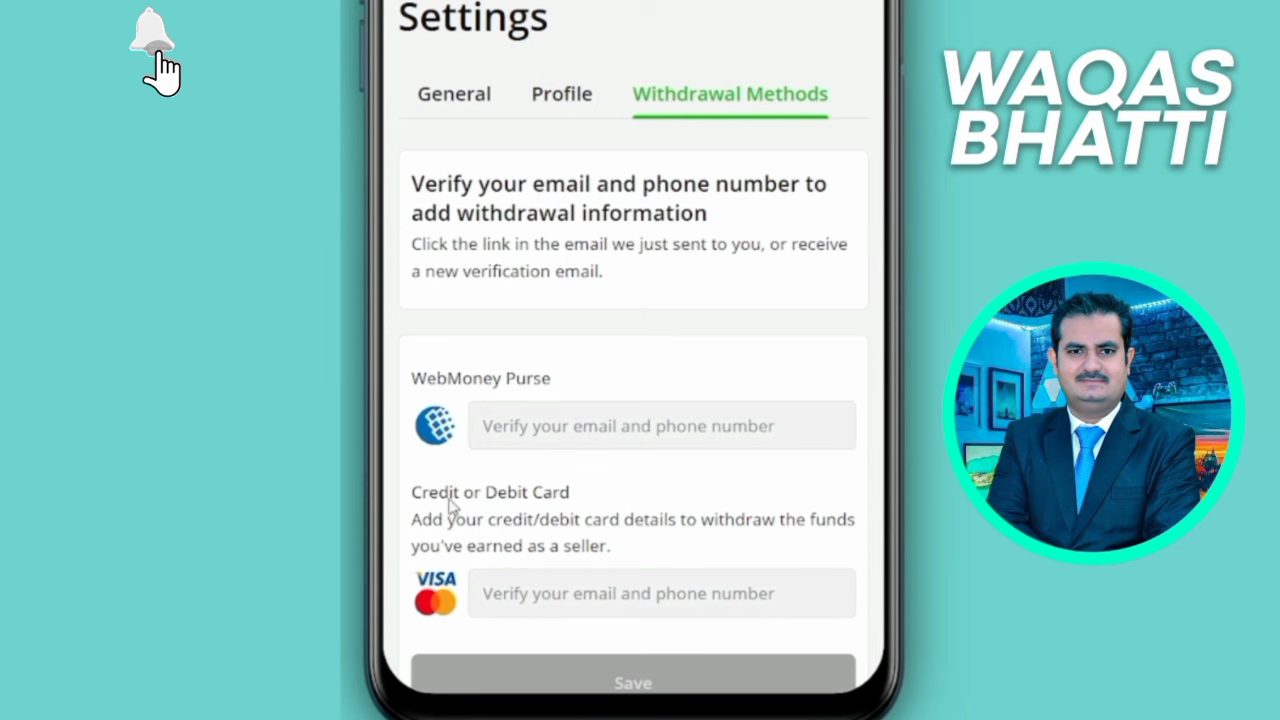 Settings
General Profile Withdrawal Methods
Verify your email and phone number to
add withdrawal information
Click the link in the email we just sent to you, or receive
a new verification email.
WebMoney Purse
Verify your email and phone number
Credit or Debit Card
Add your credit/debit card details to withdraw the funds
you've earned as a seller.
VISA
Verify your email and phone number
Save
WAQAS
BHATTI